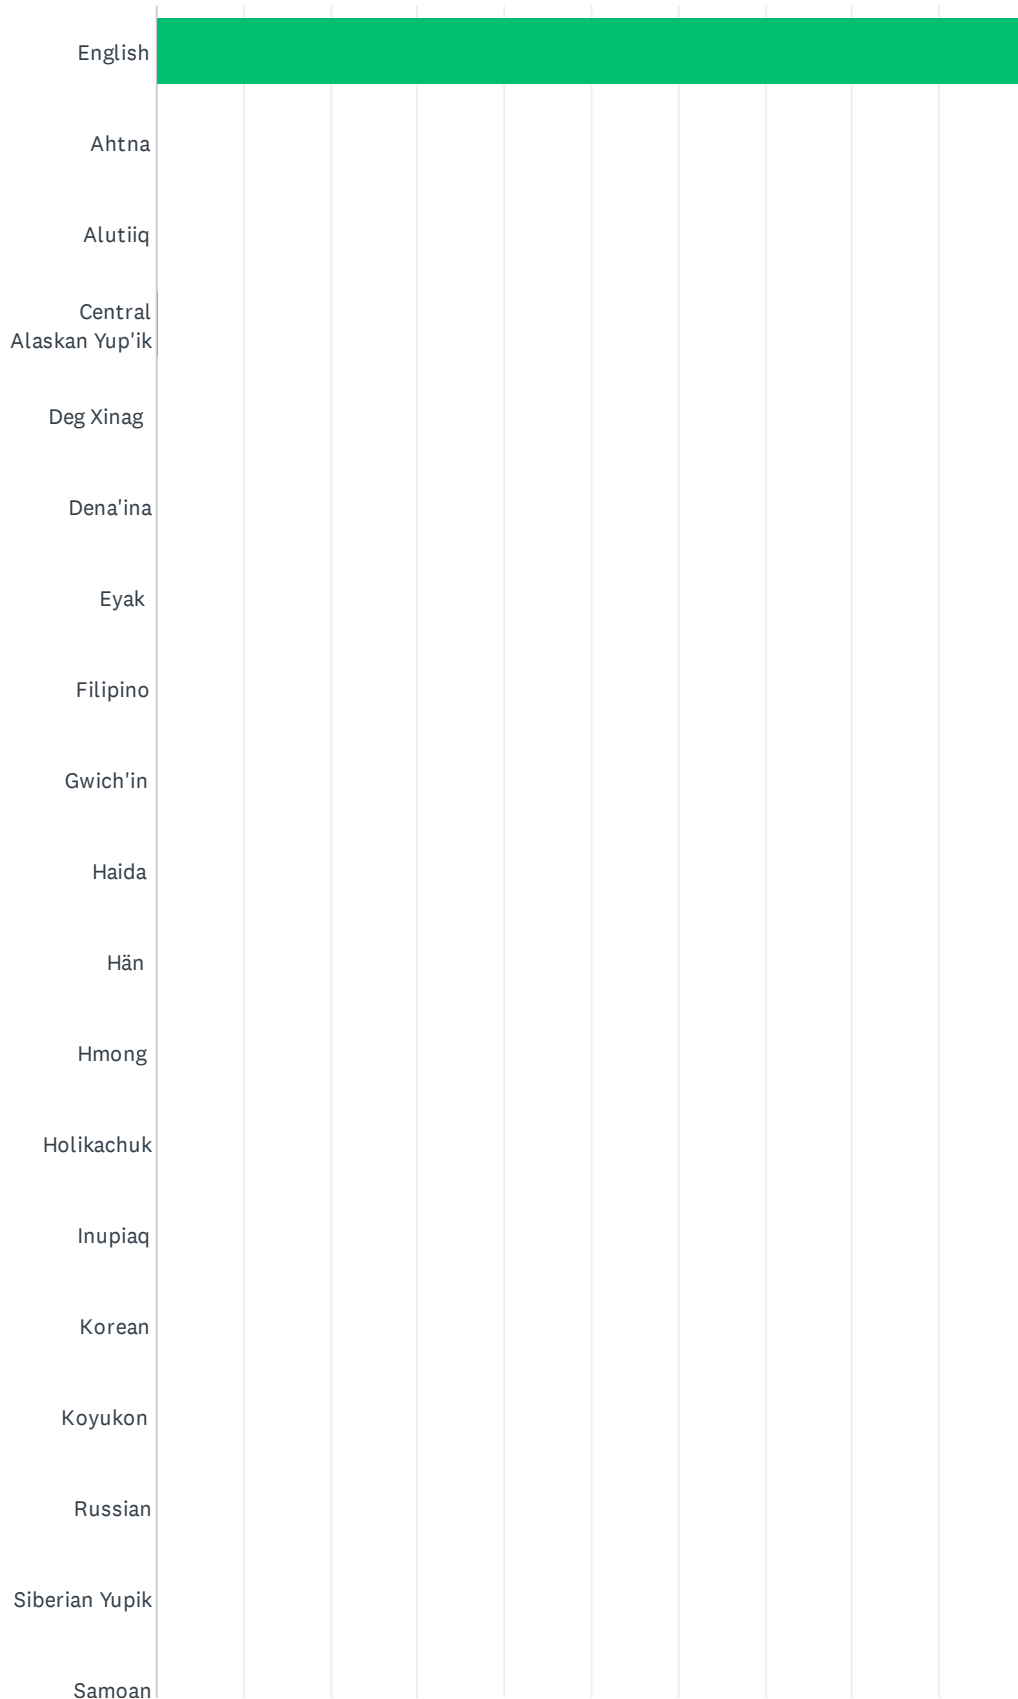 English
Ahtna
Alutiiq
Central
Alaskan Yup'ik
Deg Xinag
Dena'ina
Eyak
Filipino
Gwich'in
Haida
Hän
Hmong
Holikachuk
Inupiaq
Korean
Koyukon
Russian
Siberian Yupik
Samoan